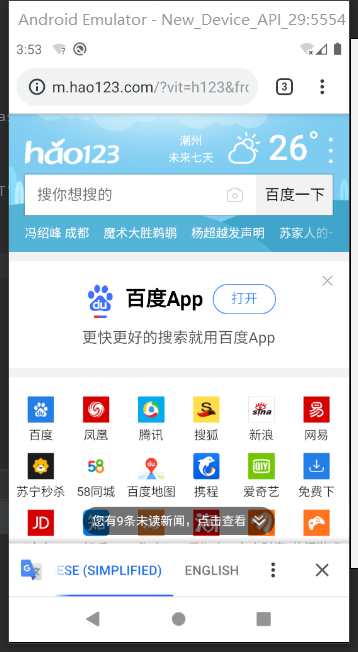 Android Emulator - New_Device_API_29:5554
3:53
m.hao123.com/?vit=h123&fro
3
hao123
潮州
未来七天
26°
搜你想搜的
百度一下
冯绍峰 成都
魔术大胜鹈鹕
杨超越发声明
苏家人的一
百度App
打开
更快更好的搜索就用百度App
百度
凤凰
腾讯
搜狐
新浪
网易
苏宁秒杀
58同城
百度地图
携程
爱奇艺
免费下
您有9条未读新闻，点击查看
ESE (SIMPLIFIED)
ENGLISH